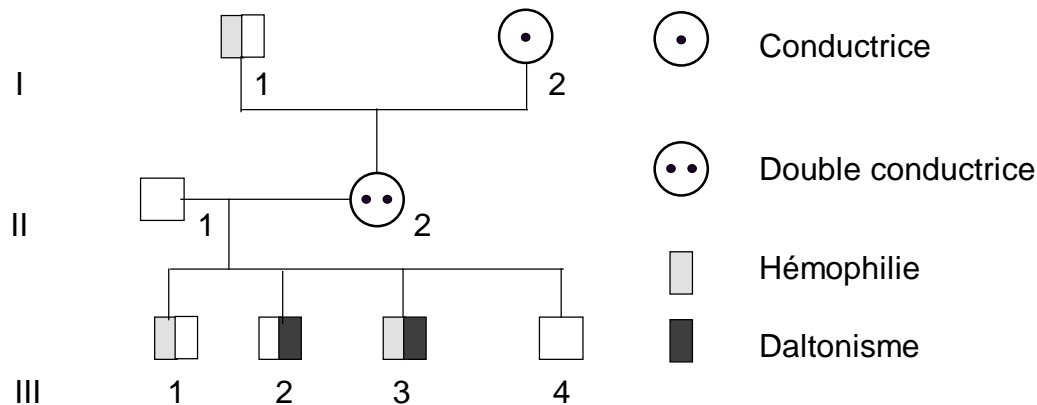 Conductrice
I
1
2
Double conductrice
II
1
2
Hémophilie
Daltonisme
III
1
2
3
4